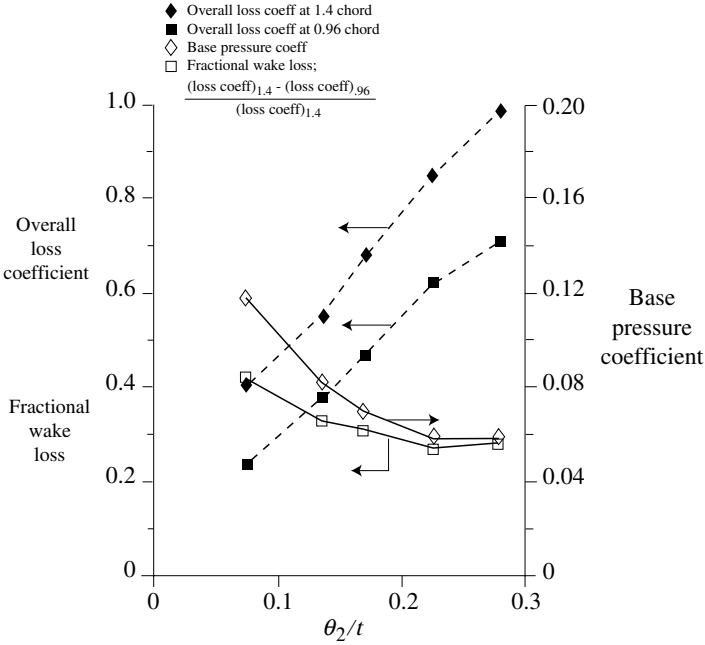 Overall loss coeff at 1.4 chord
Overall loss coeff at 0.96 chord
Base pressure coeff
Fractional wake loss;
(loss coeff)1.4 - (loss coeff).96
(loss coeff)1.4
1.0
0.8
0.6
0.4
0.2
0
Overall
loss
coefficient
Fractional
wake
loss
0.20
0.16
0.12
0.08
0.04
0
Base
pressure
coefficient
0
0.1
0.2
0.3
θ2/t